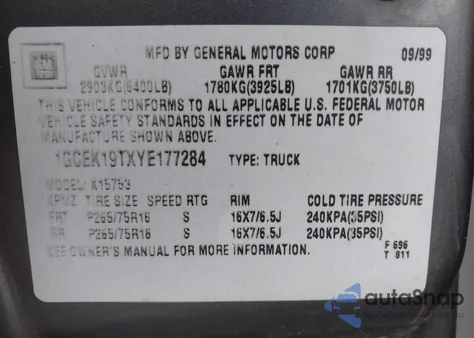 MFD BY GENERAL MOTORS CORP 09/99
GVWR GAWR FRT GAWR RR
2903KG(6400LB) 1780KG(3925LB) 1701KG(3750LB)
THIS VEHICLE CONFORMS TO ALL APPLICABLE U.S. FEDERAL MOTOR
VEHICLE SAFETY STANDARDS IN EFFECT ON THE DATE OF
MANUFACTURE SHOWN ABOVE.
1GCEK19TXYE177284 TYPE: TRUCK
MODEL: K15753
TIRE SIZE SPEED RTG RIM COLD TIRE PRESSURE
FRT P265/75R16 S 16X7/6.5J 240KPA(35PSI)
RR P265/75R16 S 16X7/6.5J 240KPA(35PSI)
SEE OWNER'S MANUAL FOR MORE INFORMATION.
F 696
T 811
autoSnap